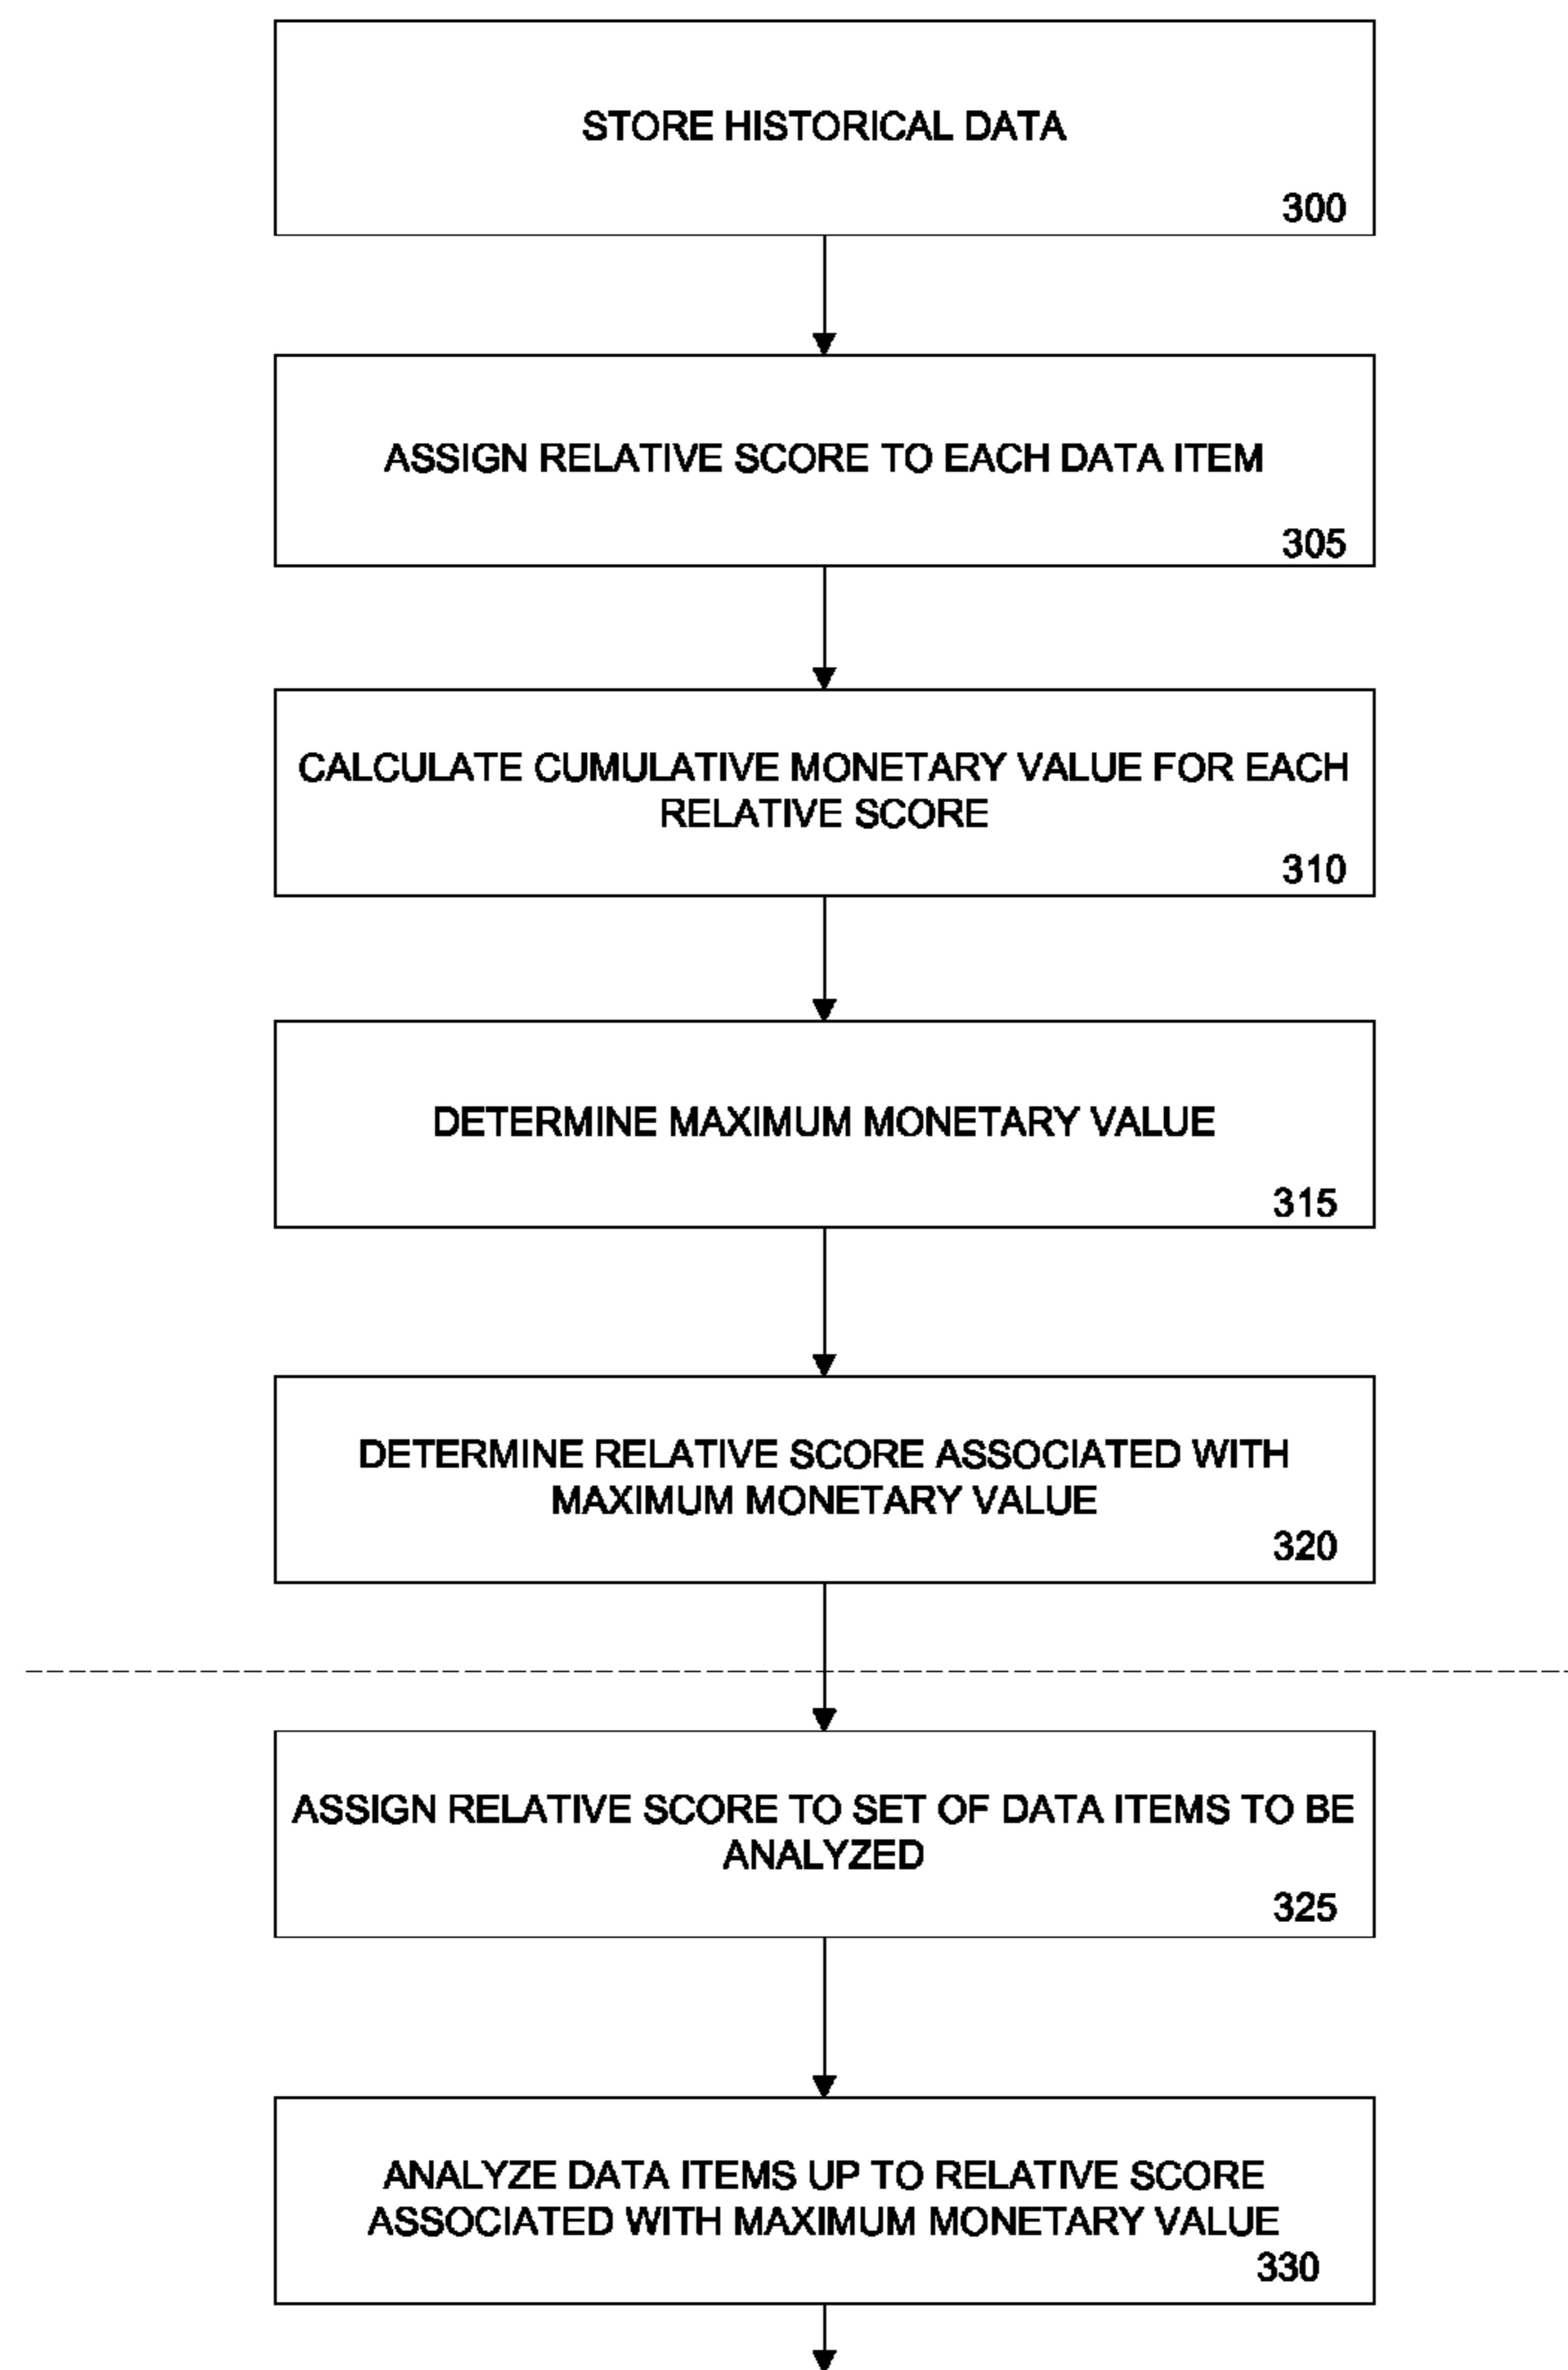 STORE HISTORICAL DATA
300
ASSIGN RELATIVE SCORE TO EACH DATA ITEM
305
CALCULATE CUMULATIVE MONETARY VALUE FOR EACH
RELATIVE SCORE
310
DETERMINE MAXIMUM MONETARY VALUE
315
DETERMINE RELATIVE SCORE ASSOCIATED WITH
MAXIMUM MONETARY VALUE
320
ASSIGN RELATIVE SCORE TO SET OF DATA ITEMS TO BE
ANALYZED
325
ANALYZE DATA ITEMS UP TO RELATIVE SCORE
ASSOCIATED WITH MAXIMUM MONETARY VALUE
330